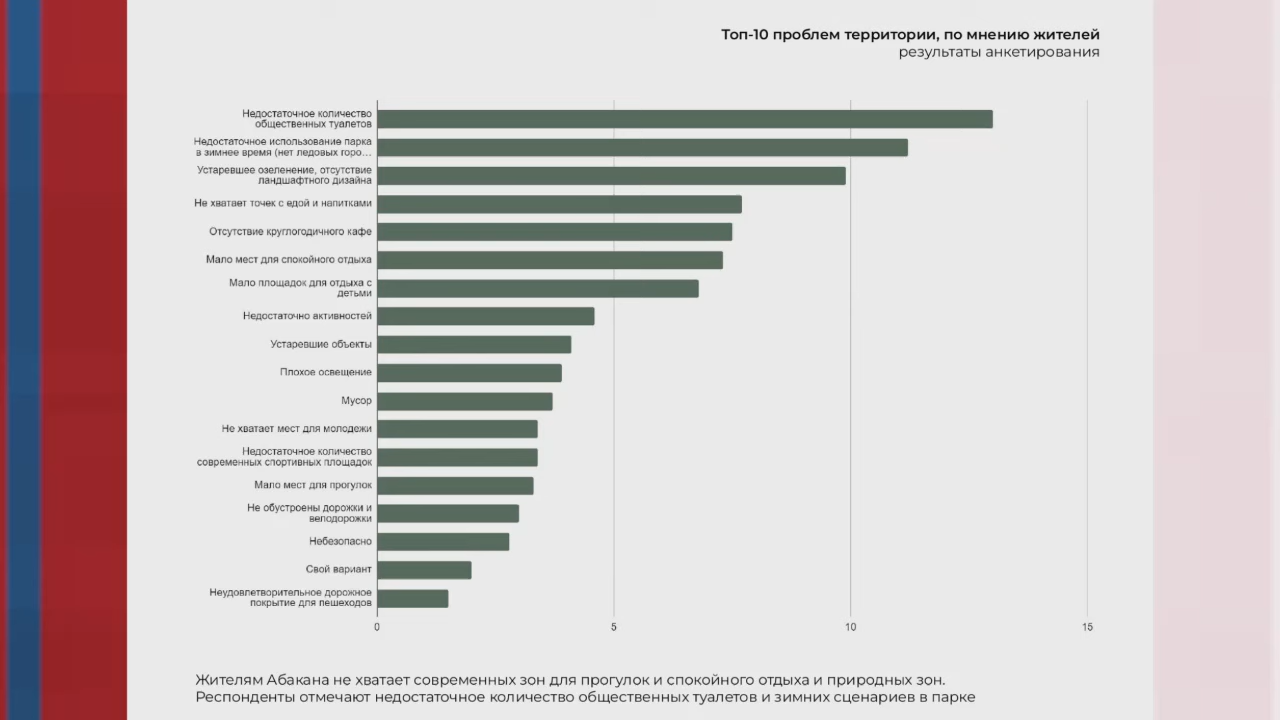 Топ-10 проблем территории, по мнению жителей
результаты анкетирования
Недостаточное количество
общественных туалетов
Недостаточное использование парка
в зимнее время (нет ледовых горо...
Устаревшее озеленение, отсутствие
ландшафтного дизайна
Не хватает точек с едой и напитками
Отсутствие круглогодичного кафе
Мало мест для спокойного отдыха
Мало площадок для отдыха с
детьми
Недостаточно активностей
Устаревшие объекты
Плохое освещение
Мусор
Не хватает мест для молодежи
Недостаточное количество
современных спортивных площадок
Мало мест для прогулок
Не обустроены дорожки и
велодорожки
Небезопасно
Свой вариант
Неудовлетворительное дорожное
покрытие для пешеходов
0 5 10 15
Жителям Абакана не хватает современных зон для прогулок и спокойного отдыха и природных зон.
Респонденты отмечают недостаточное количество общественных туалетов и зимних сценариев в парке